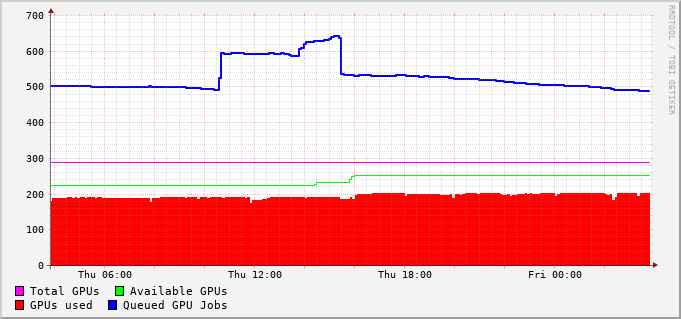 700
600
500
400
300
200
100
0
Thu 06:00 Thu 12:00 Thu 18:00 Fri 00:00
Total GPUs Available GPUs
GPUs used Queued GPU Jobs
RRDTOOL / TOBI OETIKER